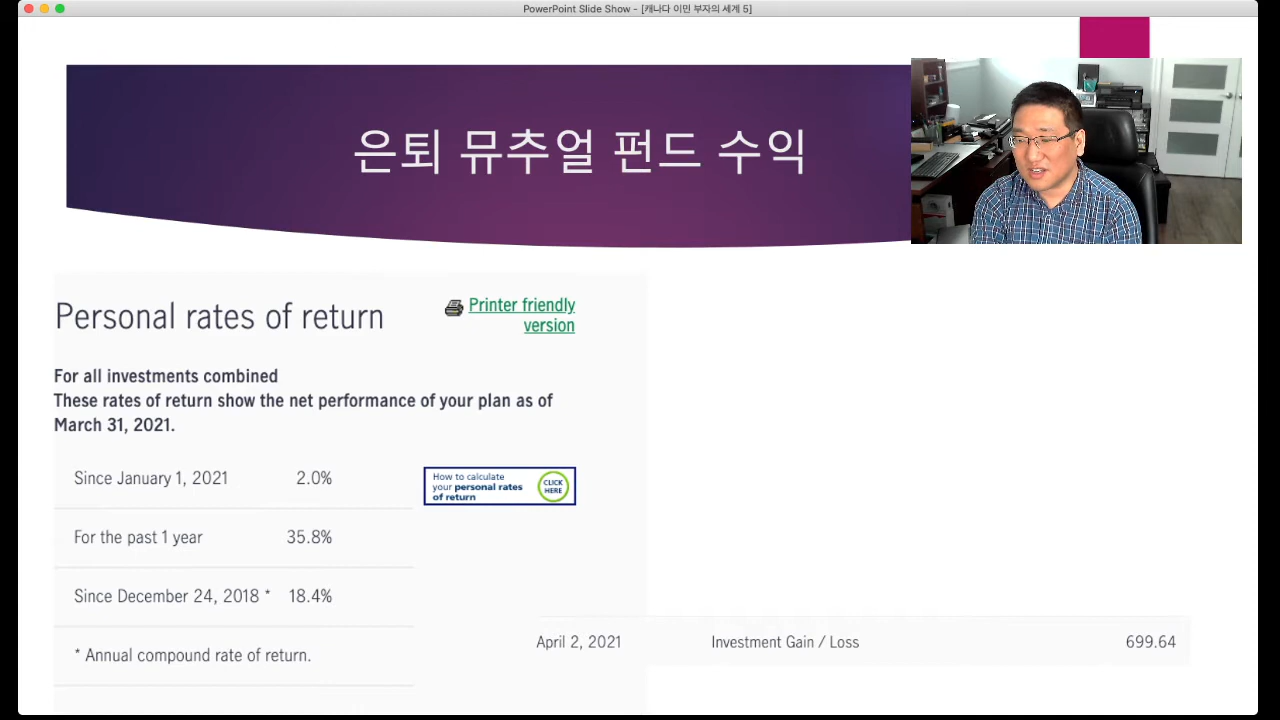 PowerPoint Slide Show - [캐나다 이민 부자의 세계 5]
은퇴 뮤추얼 펀드 수익
Personal rates of return
Printer friendly
version
For all investments combined
These rates of return show the net performance of your plan as of
March 31, 2021.
Since January 1, 2021 2.0%
How to calculate
your personal rates
of return
CLICK
HERE
For the past 1 year 35.8%
Since December 24, 2018 * 18.4%
* Annual compound rate of return.
April 2, 2021 Investment Gain / Loss 699.64